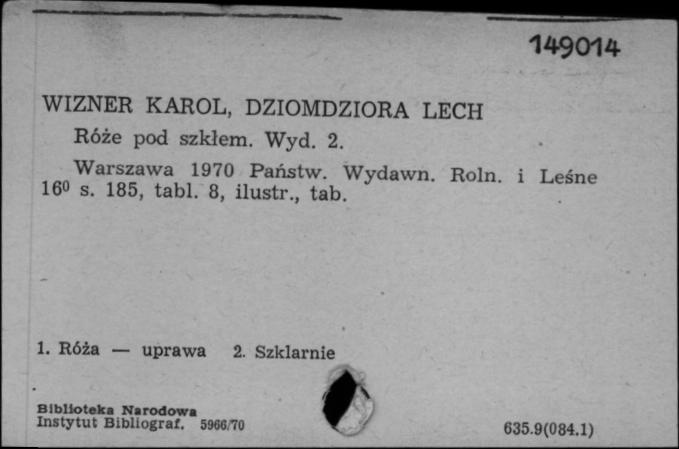 149014
WIZNER KAROL, DZIOMDZIORA LECH
Róże pod szkłem. Wyd. 2.
Warszawa 1970 Państw. Wydawn. Roln. i Leśne
16⁰ s. 185, tabl. 8, ilustr., tab.
1. Róża — uprawa 2. Szklarnie
Biblioteka Narodowa
Instytut Bibliograf. 5966/70
635.9(084.1)